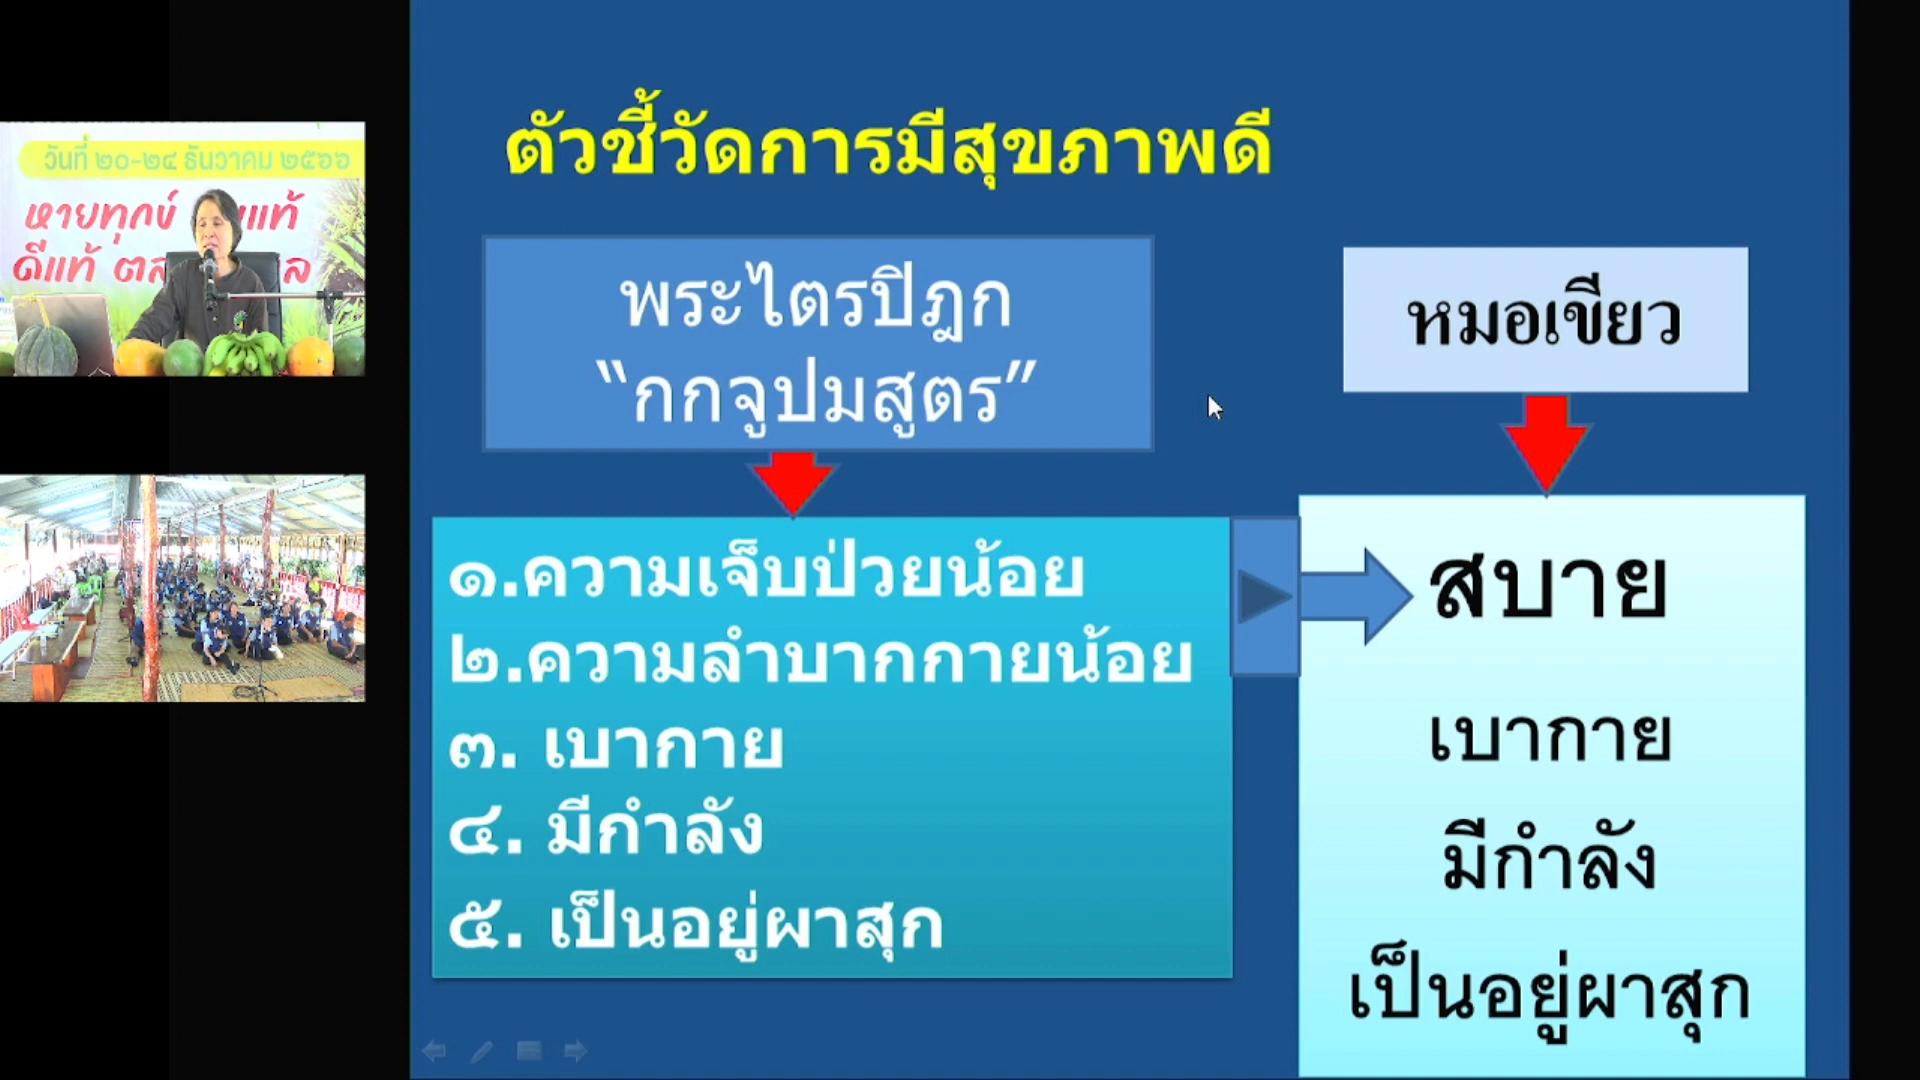 วันที่ ๒๐-๒๔ ธันวาคม ๒๕๖๖
หายทุกข์
แท้
ดีแท้
ตัวชี้วัดการมีสุขภาพดี
พระไตรปิฎก
“กกจูปมสูตร”
๑.ความเจ็บป่วยน้อย
๒.ความลำบากกายน้อย
๓. เบากาย
๔. มีกำลัง
๕. เป็นอยู่ผาสุก
หมอเขียว
สบาย
เบากาย
มีกำลัง
เป็นอยู่ผาสุก